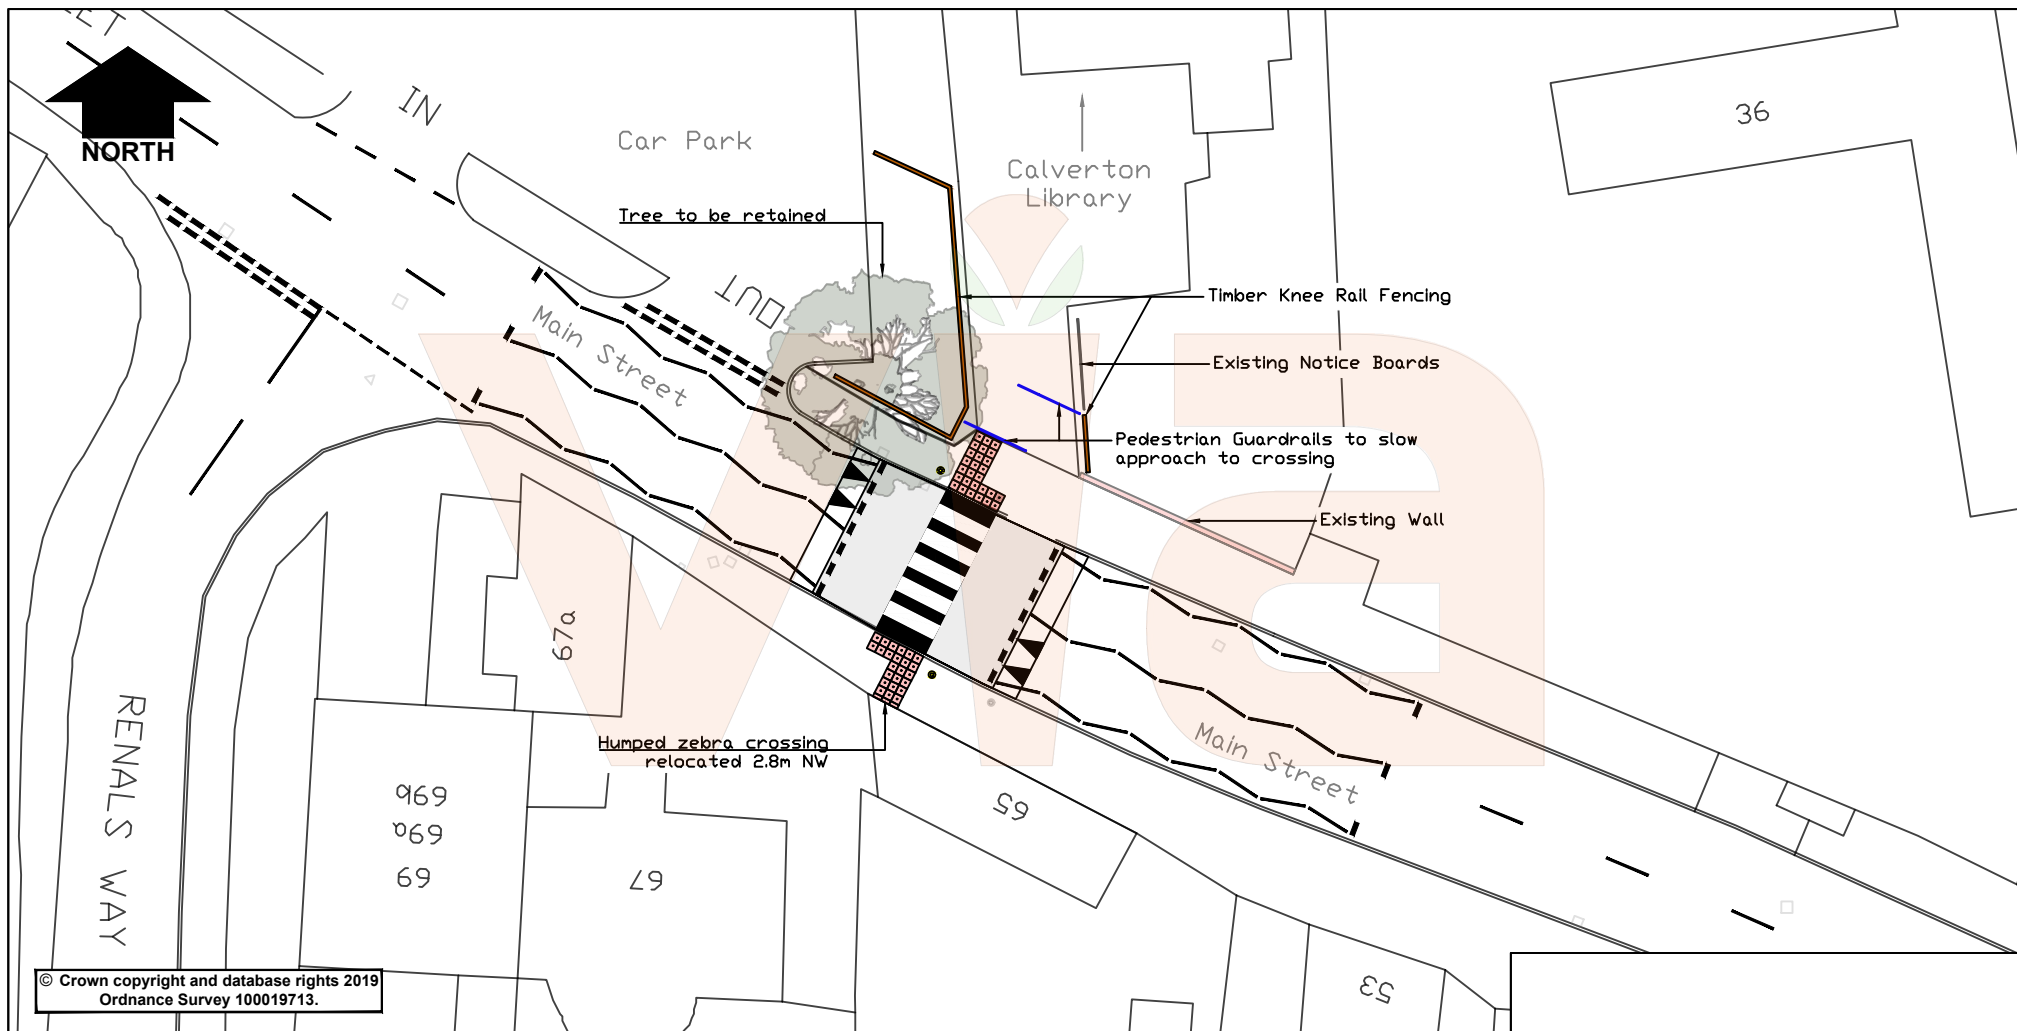 ET
IN
NORTH
Car Park
36
Calverton
Library
Tree to be retained
OUT
Timber Knee Rail Fencing
Main Street
Existing Notice Boards
Pedestrian Guardrails to slow
approach to crossing
Existing Wall
67a
RENALS WAY
Humped zebra crossing
relocated 2.8m NW
Main Street
69b
69a
69
67
65
53
© Crown copyright and database rights 2019
Ordnance Survey 100019713.
via